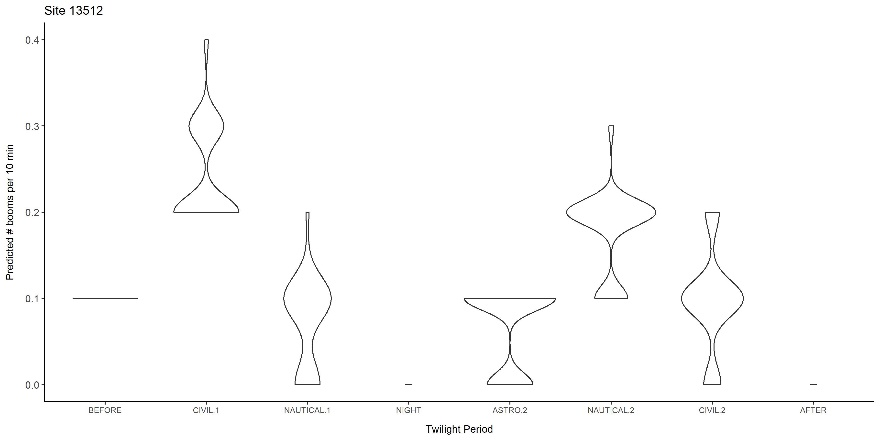 Site 13512
Predicted # booms per 10 min
0.4
0.3
0.2
0.1
0.0
BEFORE
CIVIL.1
NAUTICAL.1
NIGHT
ASTRO.2
NAUTICAL.2
CIVIL.2
AFTER
Twilight Period